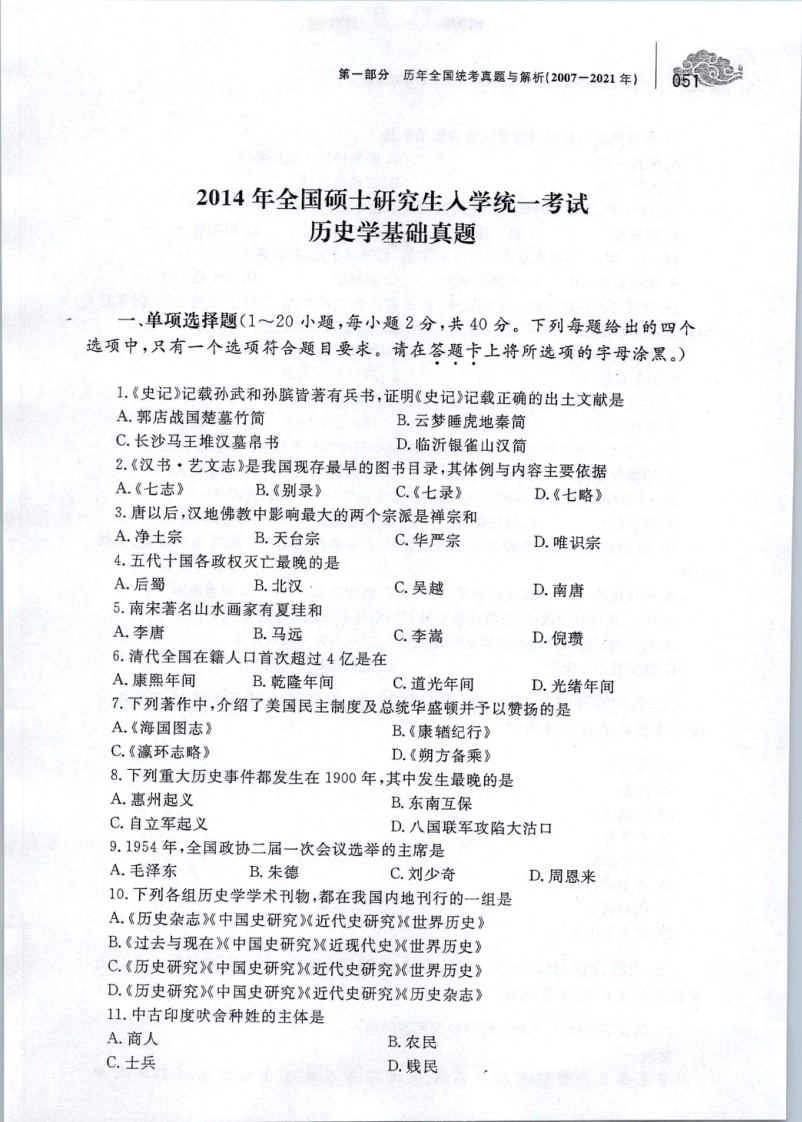 第一部分 历年全国统考真题与解析(2007—2021年)
051
2014年全国硕士研究生入学统一考试
历史学基础真题
一、单项选择题(1～20小题,每小题2分,共40分。下列每题给出的四个
选项中,只有一个选项符合题目要求。请在答题卡上将所选项的字母涂黑。)
1.《史记》记载孙武和孙膑皆著有兵书,证明《史记》记载正确的出土文献是
A.郭店战国楚墓竹简 B.云梦睡虎地秦简
C.长沙马王堆汉墓帛书 D.临沂银雀山汉简
2.《汉书·艺文志》是我国现存最早的图书目录,其体例与内容主要依据
A.《七志》 B.《别录》 C.《七录》 D.《七略》
3.唐以后,汉地佛教中影响最大的两个宗派是禅宗和
A.净土宗 B.天台宗 C.华严宗 D.唯识宗
4.五代十国各政权灭亡最晚的是
A.后蜀 B.北汉 C.吴越 D.南唐
5.南宋著名山水画家有夏珪和
A.李唐 B.马远 C.李嵩 D.倪瓒
6.清代全国在籍人口首次超过4亿是在
A.康熙年间 B.乾隆年间 C.道光年间 D.光绪年间
7.下列著作中,介绍了美国民主制度及总统华盛顿并予以赞扬的是
A.《海国图志》 B.《康輶纪行》
C.《瀛环志略》 D.《朔方备乘》
8.下列重大历史事件都发生在1900年,其中发生最晚的是
A.惠州起义 B.东南互保
C.自立军起义 D.八国联军攻陷大沽口
9.1954年,全国政协二届一次会议选举的主席是
A.毛泽东 B.朱德 C.刘少奇 D.周恩来
10.下列各组历史学学术刊物,都在我国内地刊行的一组是
A.《历史杂志》《中国史研究》《近代史研究》《世界历史》
B.《过去与现在》《中国史研究》《近现代史》《世界历史》
C.《历史研究》《中国史研究》《近代史研究》《世界历史》
D.《历史研究》《中国史研究》《近代史研究》《历史杂志》
11.中古印度吠舍种姓的主体是
A.商人 B.农民
C.士兵 D.贱民